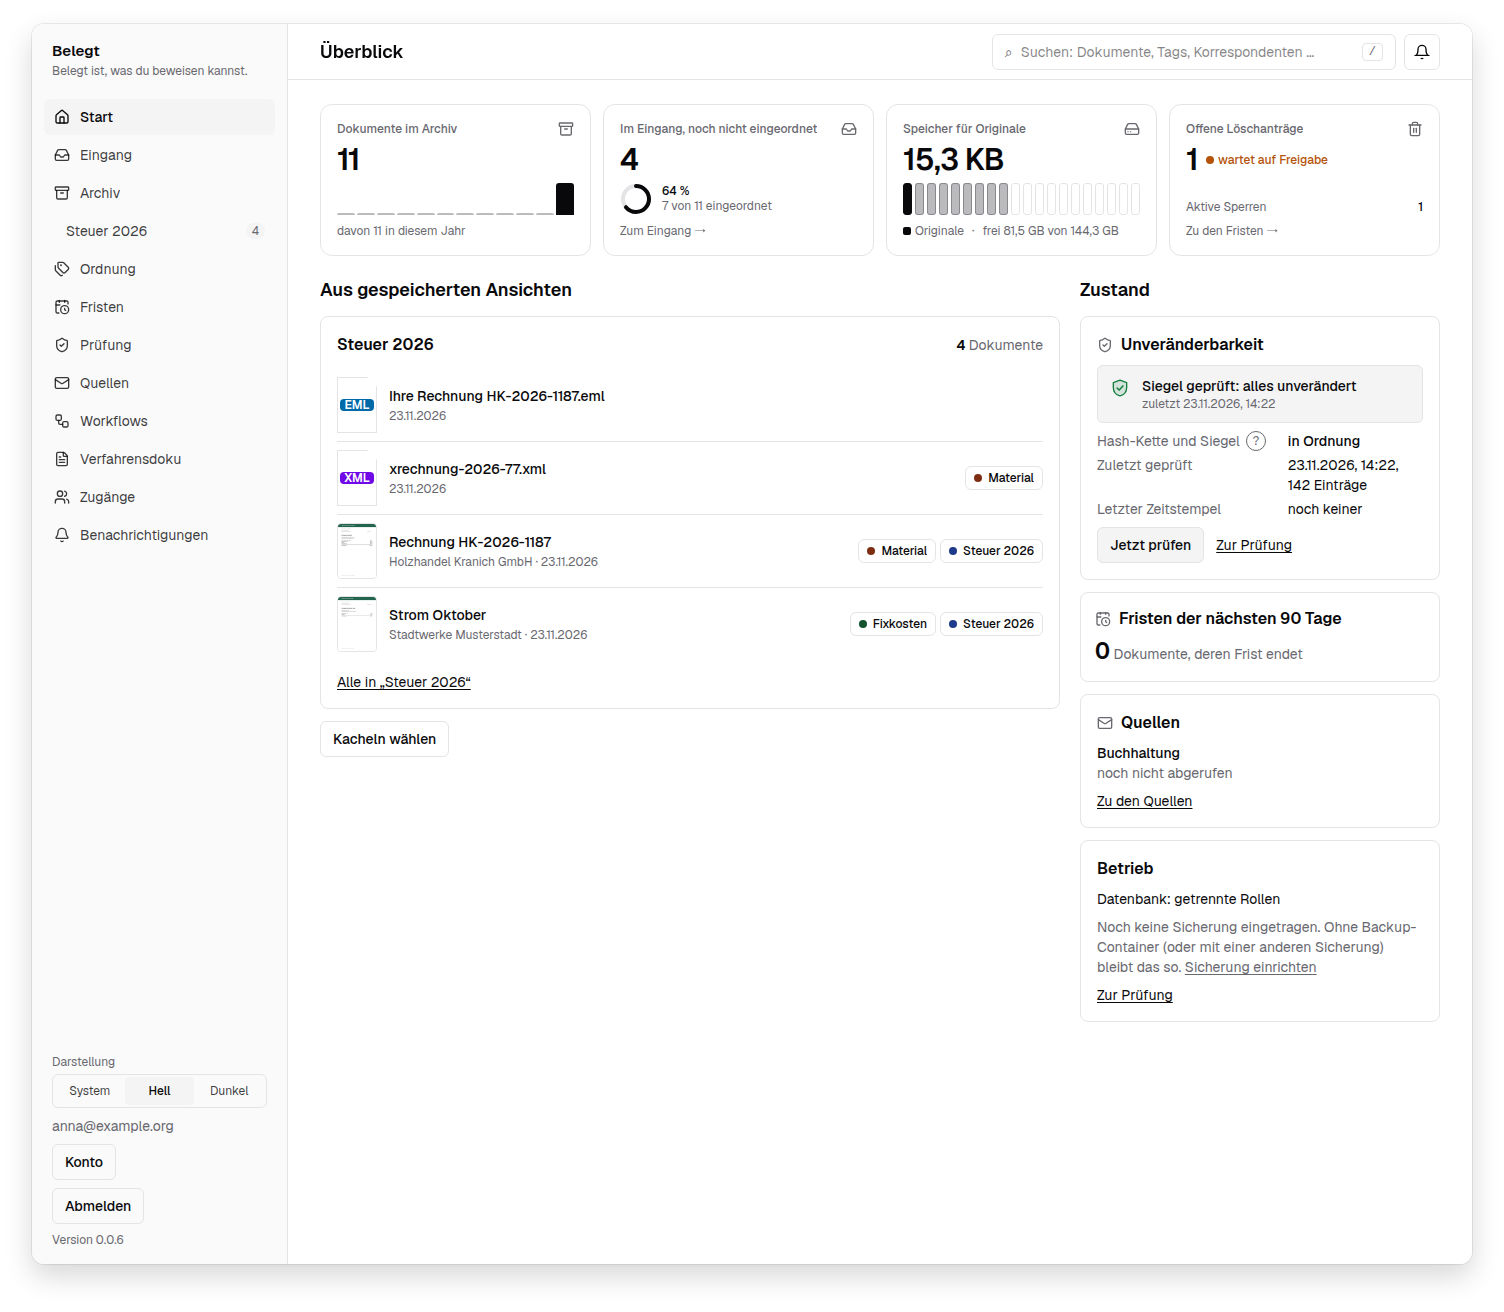 Belegt
Belegt ist, was du beweisen kannst.
Start
Eingang
Archiv
Steuer 2026 4
Ordnung
Fristen
Prüfung
Quellen
Workflows
Verfahrensdoku
Zugänge
Benachrichtigungen
Darstellung
System Hell Dunkel
anna@example.org
Konto
Abmelden
Version 0.0.6
Überblick
Suchen: Dokumente, Tags, Korrespondenten … /
Dokumente im Archiv
11
davon 11 in diesem Jahr
Im Eingang, noch nicht eingeordnet
4
64 %
7 von 11 eingeordnet
Zum Eingang →
Speicher für Originale
15,3 KB
Originale · frei 81,5 GB von 144,3 GB
Offene Löschanträge
1 wartet auf Freigabe
Aktive Sperren 1
Zu den Fristen →
Aus gespeicherten Ansichten
Steuer 2026 4 Dokumente
EML
Ihre Rechnung HK-2026-1187.eml
23.11.2026
XML
xrechnung-2026-77.xml
23.11.2026
Material
Rechnung HK-2026-1187
Holzhandel Kranich GmbH · 23.11.2026
Material Steuer 2026
Strom Oktober
Stadtwerke Musterstadt · 23.11.2026
Fixkosten Steuer 2026
Alle in „Steuer 2026“
Kacheln wählen
Zustand
Unveränderbarkeit
Siegel geprüft: alles unverändert
zuletzt 23.11.2026, 14:22
Hash-Kette und Siegel ? in Ordnung
Zuletzt geprüft 23.11.2026, 14:22,
142 Einträge
Letzter Zeitstempel noch keiner
Jetzt prüfen Zur Prüfung
Fristen der nächsten 90 Tage
0 Dokumente, deren Frist endet
Quellen
Buchhaltung
noch nicht abgerufen
Zu den Quellen
Betrieb
Datenbank: getrennte Rollen
Noch keine Sicherung eingetragen. Ohne Backup-
Container (oder mit einer anderen Sicherung)
bleibt das so. Sicherung einrichten
Zur Prüfung